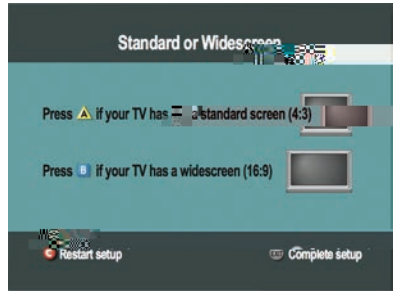 Standard or Widescreen
Press A if your TV has a standard screen (4:3)
Press B if your TV has a widescreen (16:9)
C Restart setup
Complete setup